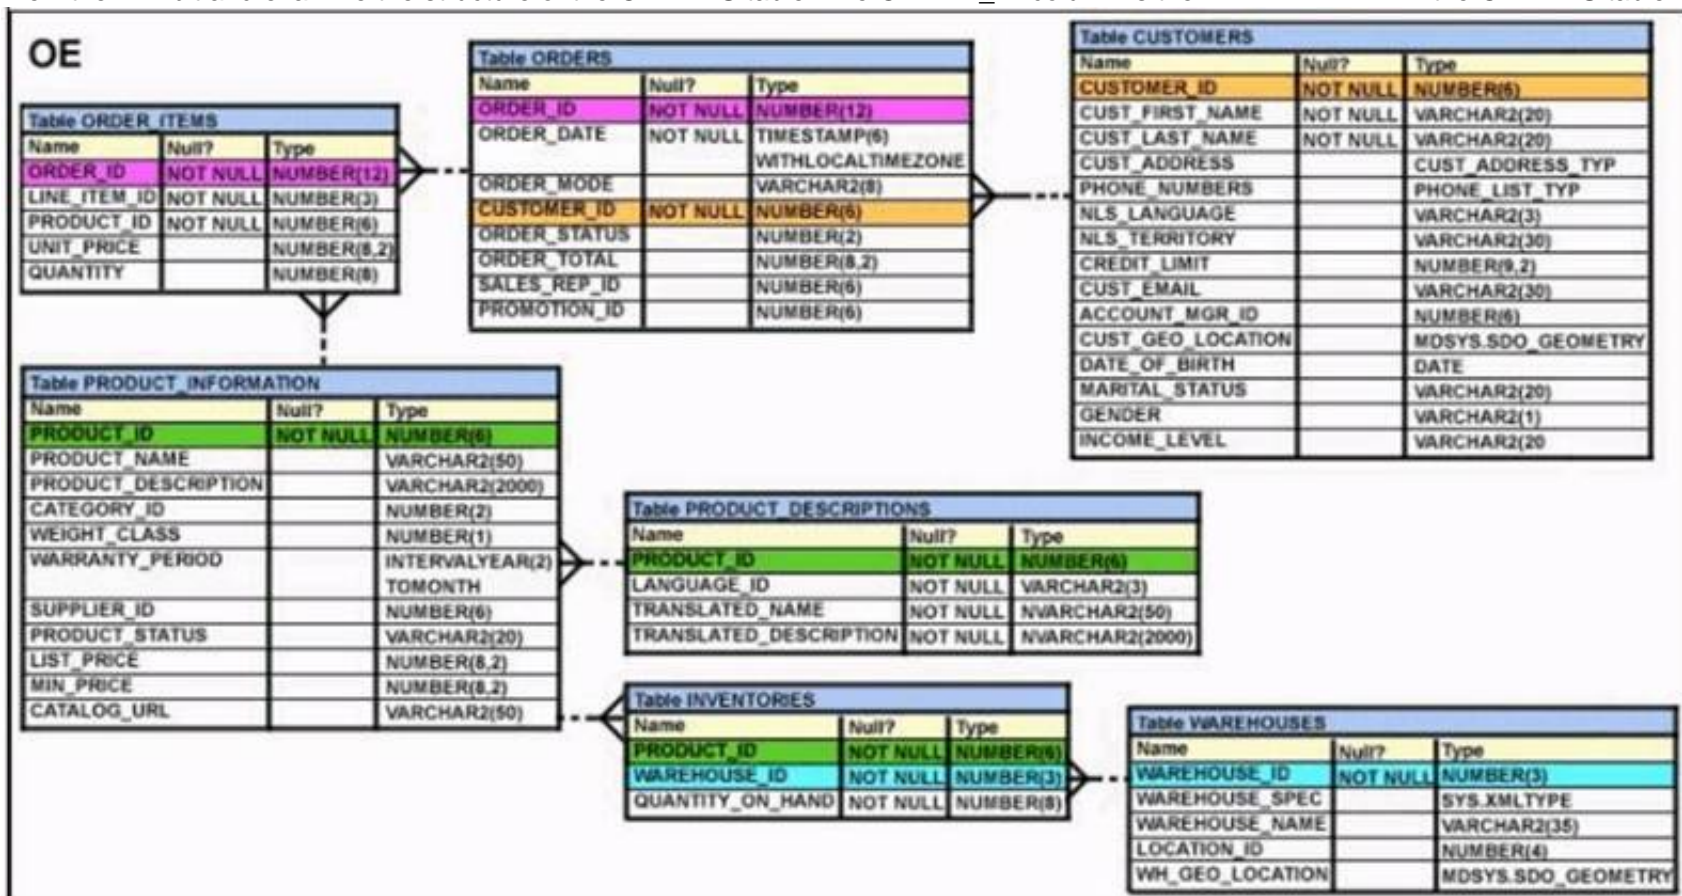 OE
Table ORDER_ITEMS
Name Null? Type
ORDER_ID NOT NULL NUMBER(12)
LINE_ITEM_ID NOT NULL NUMBER(3)
PRODUCT_ID NOT NULL NUMBER(6)
UNIT_PRICE NUMBER(8,2)
QUANTITY NUMBER(8)
Table ORDERS
Name Null? Type
ORDER_ID NOT NULL NUMBER(12)
ORDER_DATE NOT NULL TIMESTAMP(6)
WITHLOCALTIMEZONE
ORDER_MODE VARCHAR2(8)
CUSTOMER_ID NOT NULL NUMBER(6)
ORDER_STATUS NUMBER(2)
ORDER_TOTAL NUMBER(8,2)
SALES_REP_ID NUMBER(6)
PROMOTION_ID NUMBER(6)
Table CUSTOMERS
Name Null? Type
CUSTOMER_ID NOT NULL NUMBER(6)
CUST_FIRST_NAME NOT NULL VARCHAR2(20)
CUST_LAST_NAME NOT NULL VARCHAR2(20)
CUST_ADDRESS CUST_ADDRESS_TYP
PHONE_NUMBERS PHONE_LIST_TYP
NLS_LANGUAGE VARCHAR2(3)
NLS_TERRITORY VARCHAR2(30)
CREDIT_LIMIT NUMBER(9,2)
CUST_EMAIL VARCHAR2(30)
ACCOUNT_MGR_ID NUMBER(6)
CUST_GEO_LOCATION MDSYS.SDO_GEOMETRY
DATE_OF_BIRTH DATE
MARITAL_STATUS VARCHAR2(20)
GENDER VARCHAR2(1)
INCOME_LEVEL VARCHAR2(20
Table PRODUCT_INFORMATION
Name Null? Type
PRODUCT_ID NOT NULL NUMBER(6)
PRODUCT_NAME VARCHAR2(50)
PRODUCT_DESCRIPTION VARCHAR2(2000)
CATEGORY_ID NUMBER(2)
WEIGHT_CLASS NUMBER(1)
WARRANTY_PERIOD INTERVALYEAR(2)
TOMONTH
SUPPLIER_ID NUMBER(6)
PRODUCT_STATUS VARCHAR2(20)
LIST_PRICE NUMBER(8,2)
MIN_PRICE NUMBER(8,2)
CATALOG_URL VARCHAR2(50)
Table PRODUCT_DESCRIPTIONS
Name Null? Type
PRODUCT_ID NOT NULL NUMBER(6)
LANGUAGE_ID NOT NULL VARCHAR2(3)
TRANSLATED_NAME NOT NULL NVARCHAR2(50)
TRANSLATED_DESCRIPTION NOT NULL NVARCHAR2(2000)
Table INVENTORIES
Name Null? Type
PRODUCT_ID NOT NULL NUMBER(6)
WAREHOUSE_ID NOT NULL NUMBER(3)
QUANTITY_ON_HAND NOT NULL NUMBER(8)
Table WAREHOUSES
Name Null? Type
WAREHOUSE_ID NOT NULL NUMBER(3)
WAREHOUSE_SPEC SYS.XMLTYPE
WAREHOUSE_NAME VARCHAR2(35)
LOCATION_ID NUMBER(4)
WH_GEO_LOCATION MDSYS.SDO_GEOMETRY